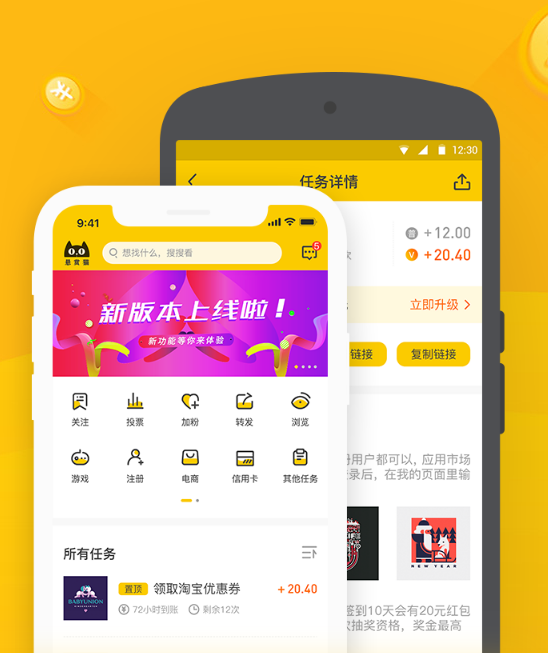 12:30
任务详情
普 +12.00
次
V +20.40
立即升级
链接
复制链接
册用户都可以，应用市场
录后，在我的页面里输
NEW YEAR
签到10天会有20元红包
次抽奖资格，奖金最高
9:41
悬赏猫
想找什么，搜搜看
5
新版本上线啦！
新功能等你来体验
关注
投票
加粉
转发
浏览
游戏
注册
电商
信用卡
其他任务
所有任务
BABYUNION
置顶 领取淘宝优惠券
+20.40
72小时到账
剩余12次